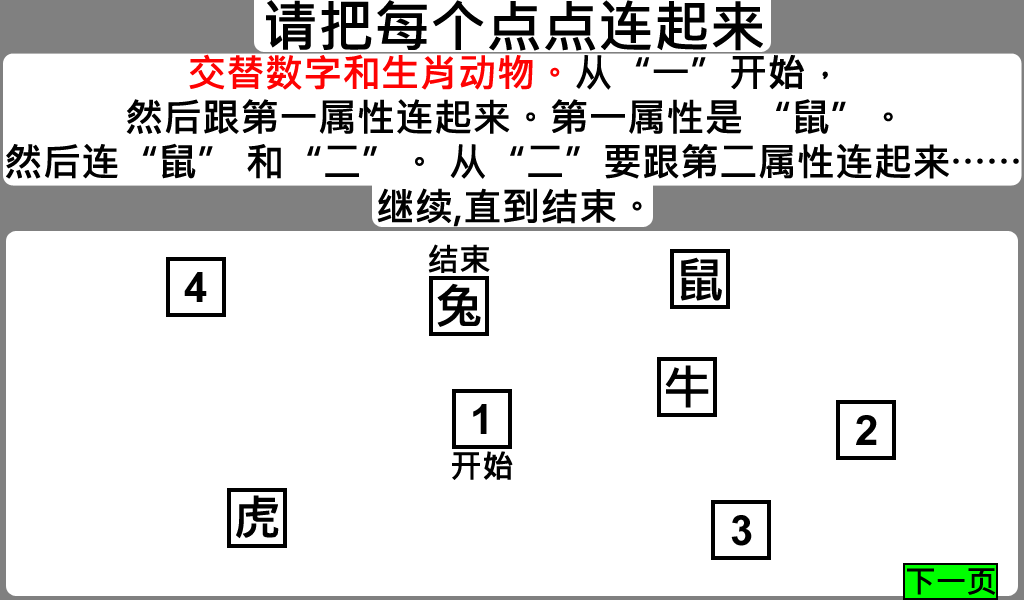 请把每个点点连起来
交替数字和生肖动物。从 “一” 开始，
然后跟第一属性连起来。第一属性是 “鼠” 。
然后连 “鼠” 和 “二” 。 从 “二” 要跟第二属性连起来······
继续,直到结束。
结束
4
兔
鼠
牛
1
2
开始
虎
3
下一页